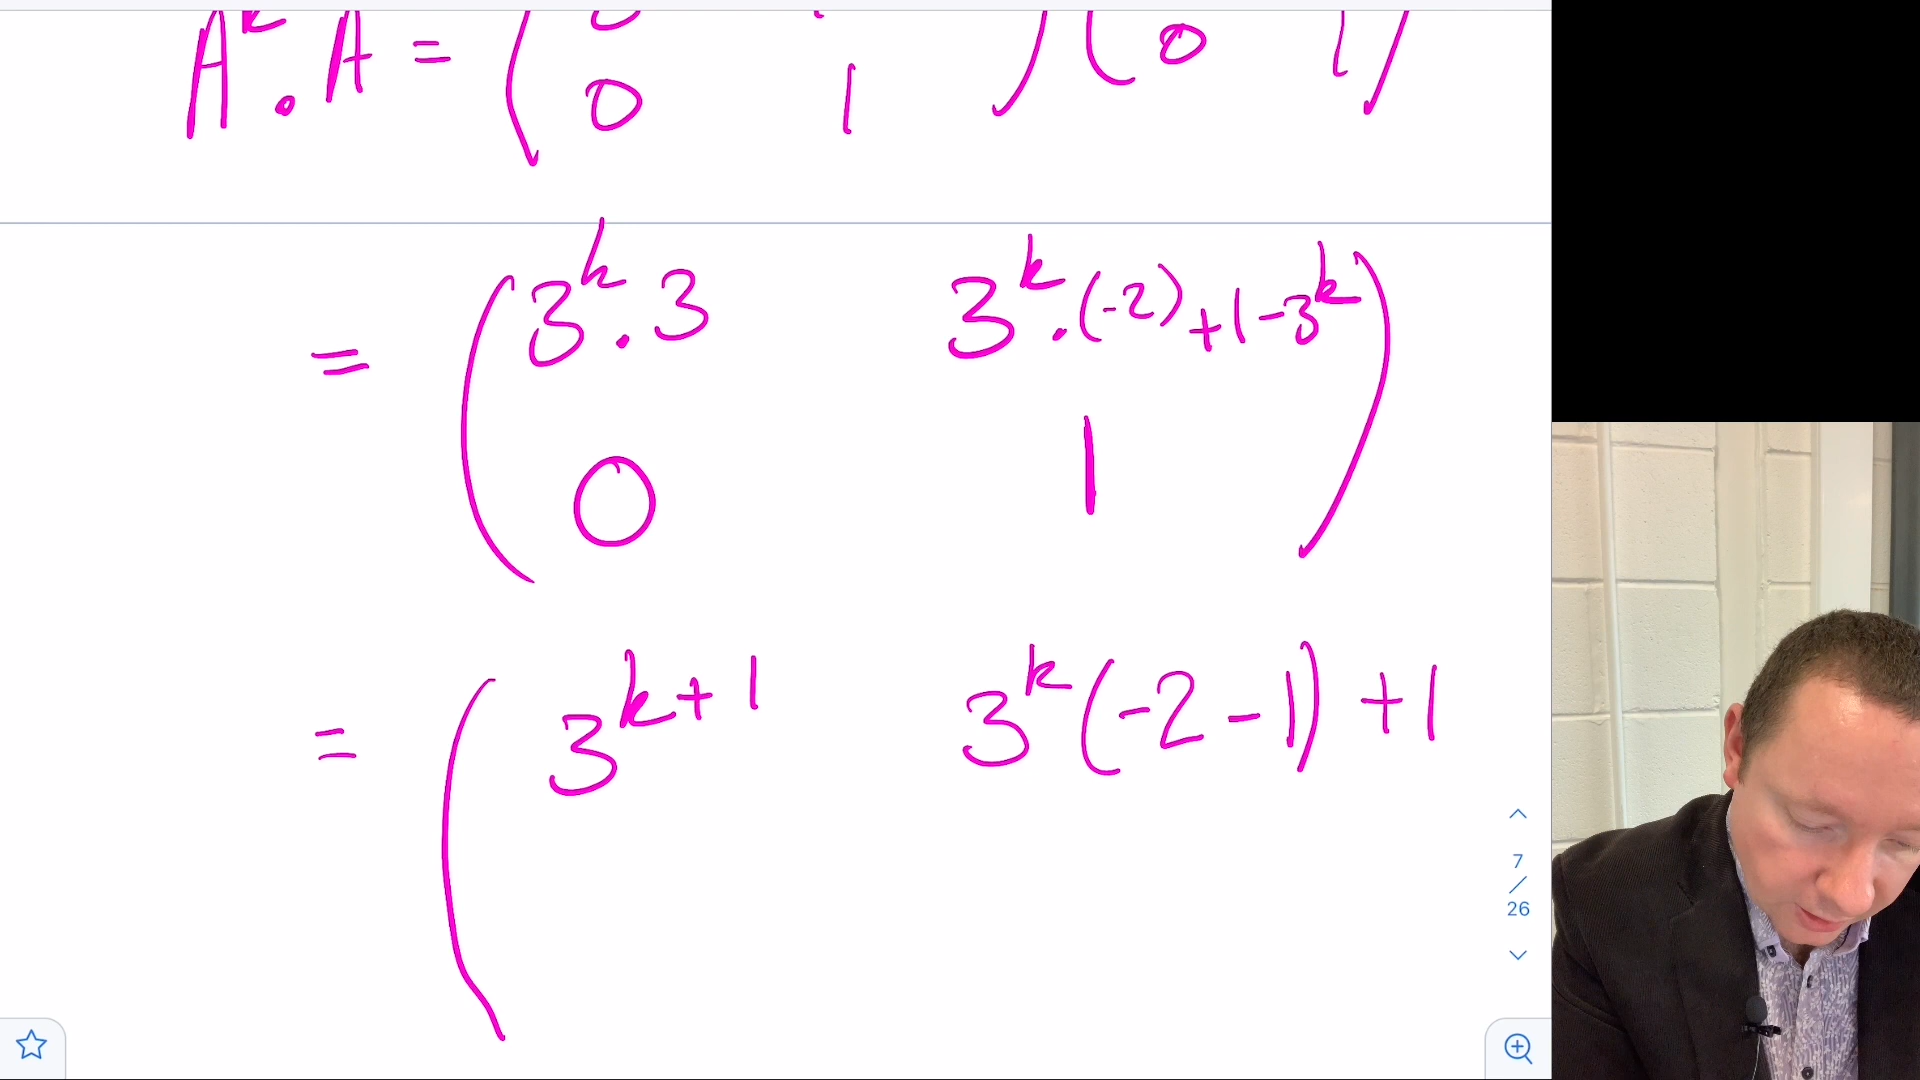 A^k . A = ( 0 1 ) ( 0 1 )
= ( 3^k . 3 3^k . (-2) + 1 - 3^k )
0 1
= ( 3^{k+1} 3^k (-2 - 1) + 1
7
/
26